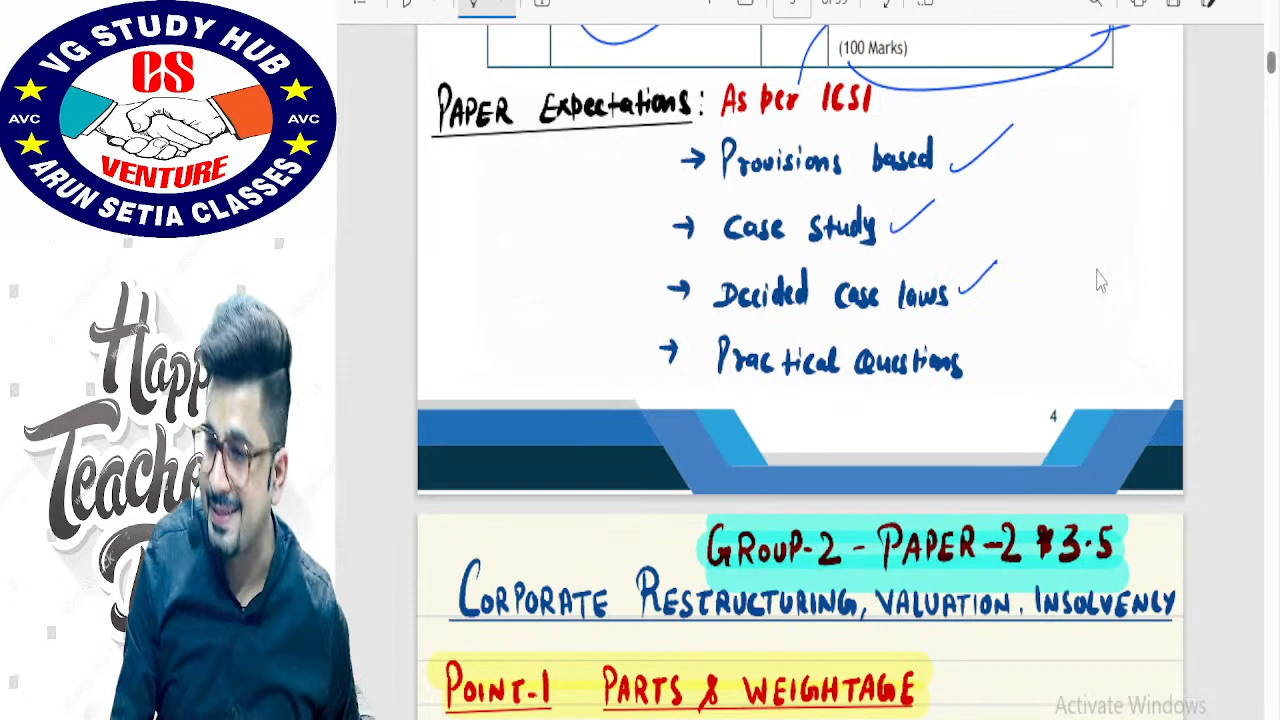 VG STUDY HUB
CS
AVC
AVC
VENTURE
ARUN SETIA CLASSES
Happ
Teache
(100 Marks)
PAPER Expectations: As per ICSI
→ Provisions based
→ Case study
→ Decided case laws
→ Practical Questions
4
GROUP-2 - PAPER-2 * 3.5
CORPORATE RESTRUCTURING, VALUATION. INSOLVENCY
POINT-1 PARTS & WEIGHTAGE
Activate Windows